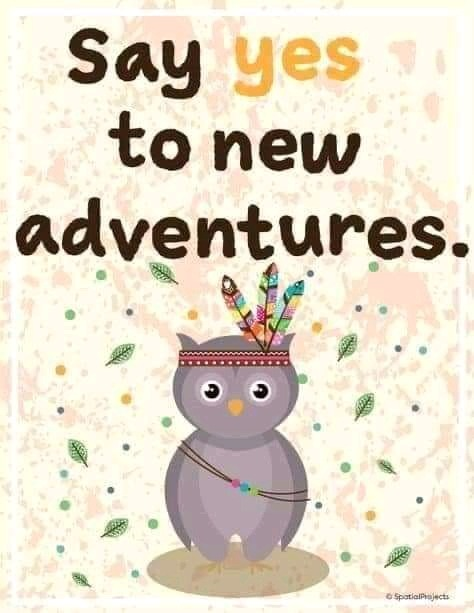 Say yes
to new
adventures.
© SpatialProjects